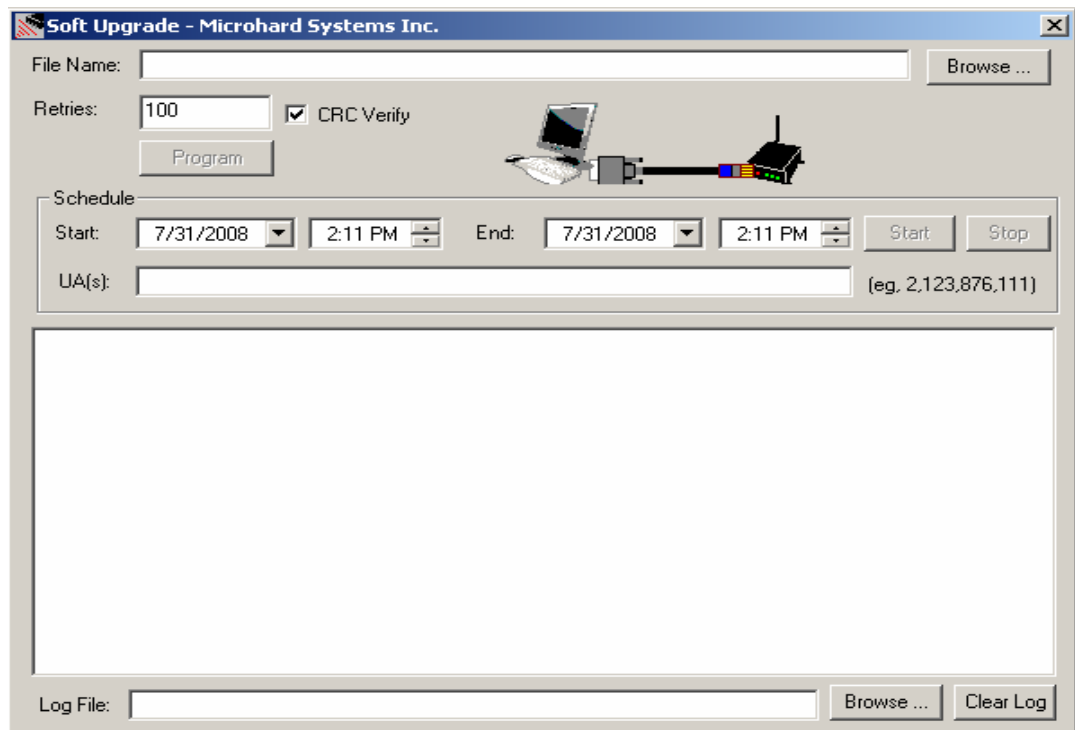 Soft Upgrade - Microhard Systems Inc.
File Name: Browse ...
Retries: 100 CRC Verify
Program
Schedule
Start: 7/31/2008 2:11 PM End: 7/31/2008 2:11 PM Start Stop
UA(s): (eg, 2,123,876,111)
Log File: Browse ... Clear Log